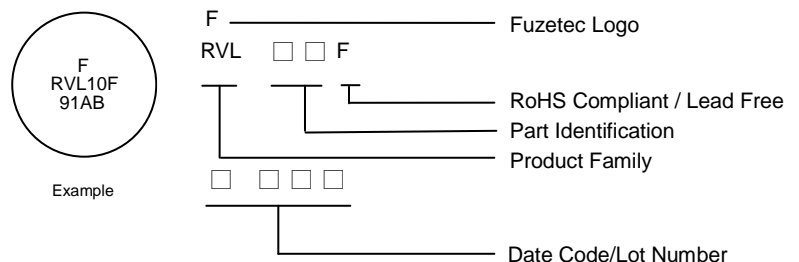 F
RVL10F
91AB
Example
F
Fuzetec Logo
RVL □ □ F
RoHS Compliant / Lead Free
Part Identification
Product Family
□ □ □ □
Date Code/Lot Number